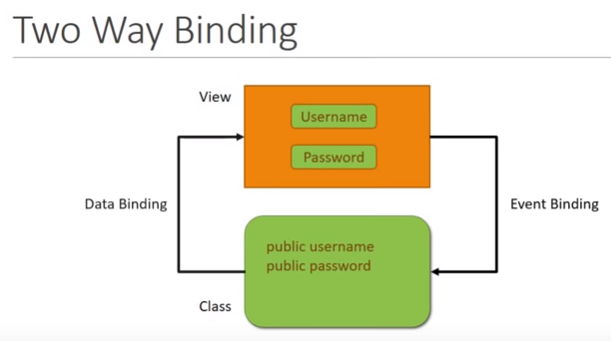 Two Way Binding
View
Username
Password
Data Binding
Event Binding
public username
public password
Class